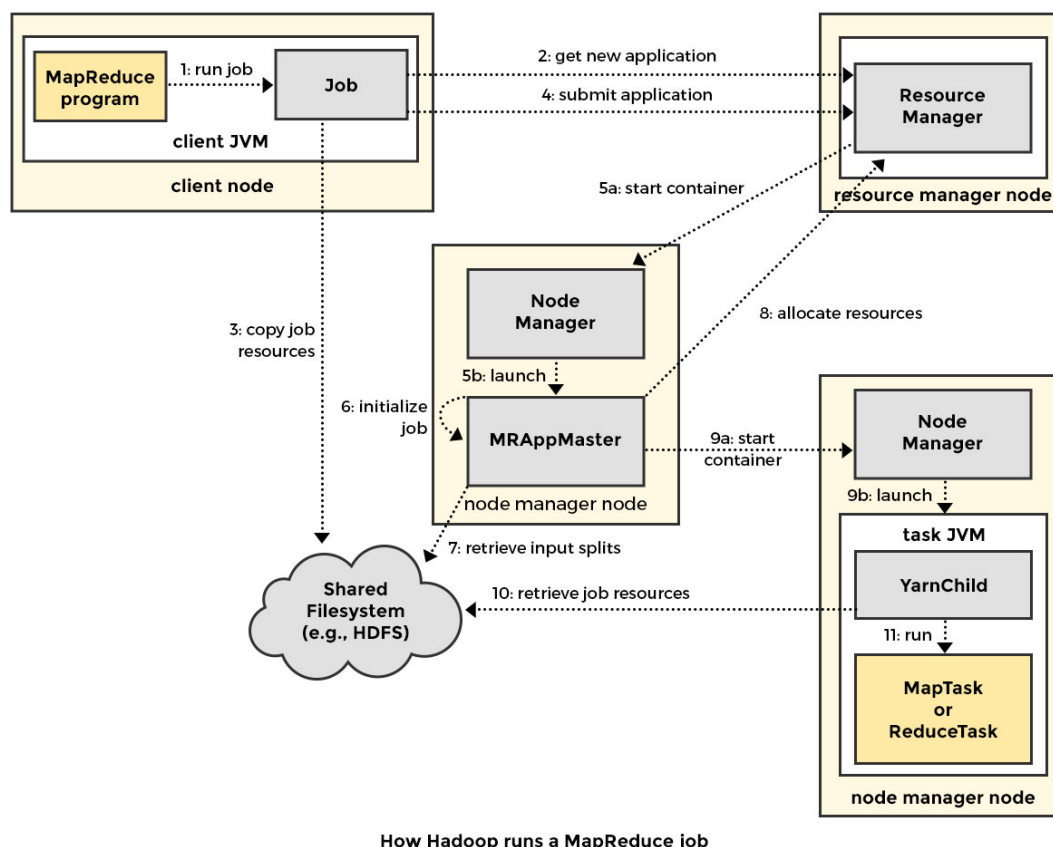 MapReduce
program
1: run job
Job
client JVM
client node
2: get new application
4: submit application
Resource
Manager
resource manager node
5a: start container
Node
Manager
8: allocate resources
3: copy job
resources
5b: launch
6: initialize
job
MRAppMaster
node manager node
9a: start
container
Node
Manager
9b: launch
7: retrieve input splits
task JVM
Shared
Filesystem
(e.g., HDFS)
10: retrieve job resources
YarnChild
11: run
MapTask
or
ReduceTask
node manager node
How Hadoop runs a MapReduce job